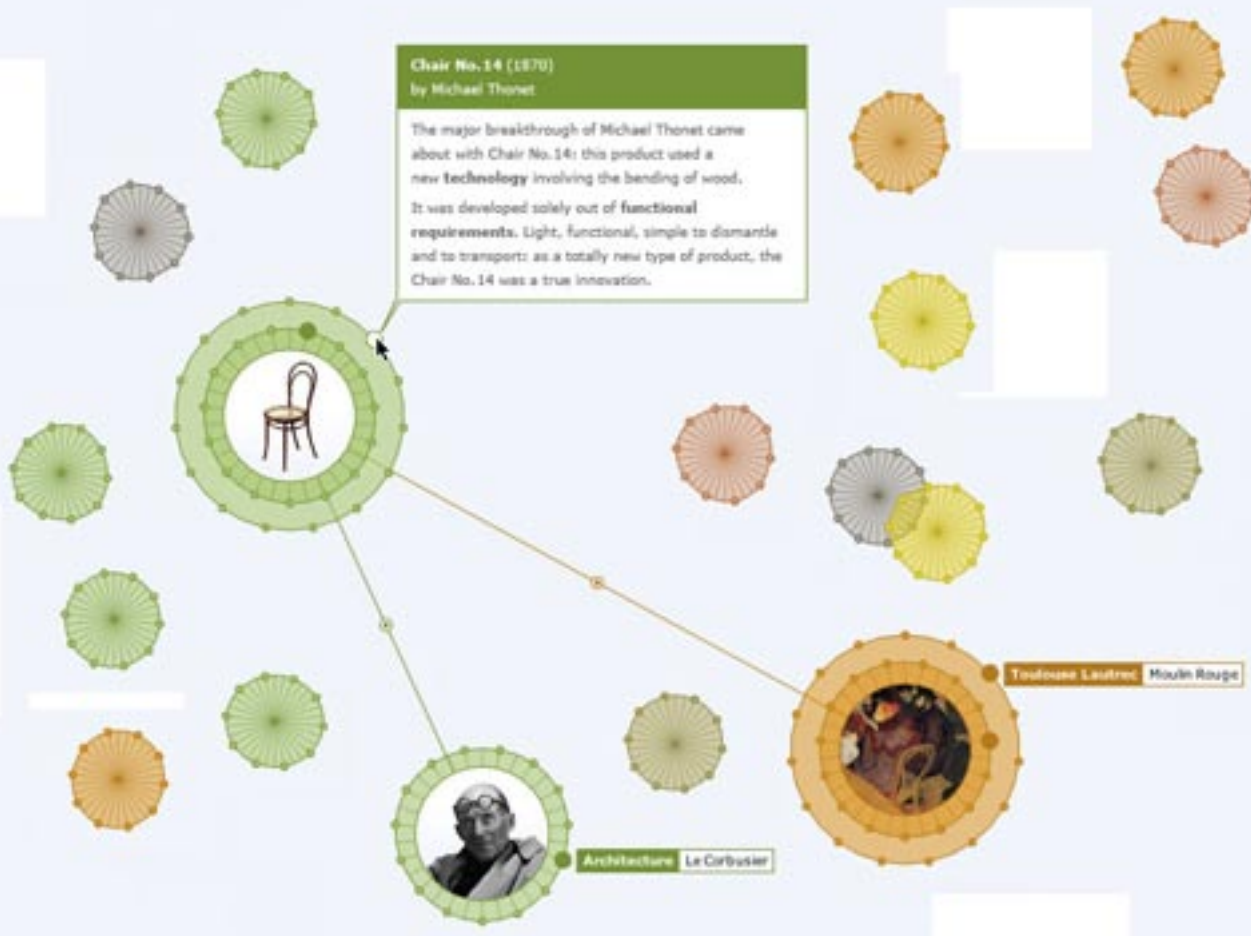 Chair No.14 (1870)
by Michael Thonet
The major breakthrough of Michael Thonet came
about with Chair No.14: this product used a
new technology involving the bending of wood.
It was developed solely out of functional
requirements. Light, functional, simple to dismantle
and to transport: as a totally new type of product, the
Chair No.14 was a true innovation.
Toulouse Lautrec Moulin Rouge
Architecture Le Corbusier